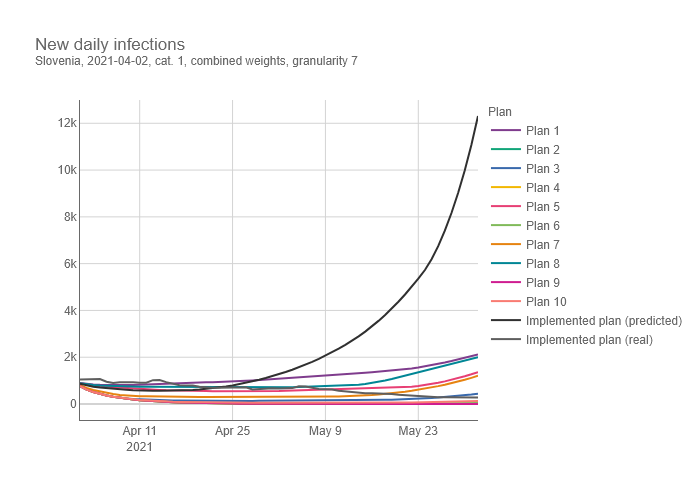 New daily infections
Slovenia, 2021-04-02, cat. 1, combined weights, granularity 7
12k
10k
8k
6k
4k
2k
0
Apr 11
2021
Apr 25
May 9
May 23
Plan
Plan 1
Plan 2
Plan 3
Plan 4
Plan 5
Plan 6
Plan 7
Plan 8
Plan 9
Plan 10
Implemented plan (predicted)
Implemented plan (real)